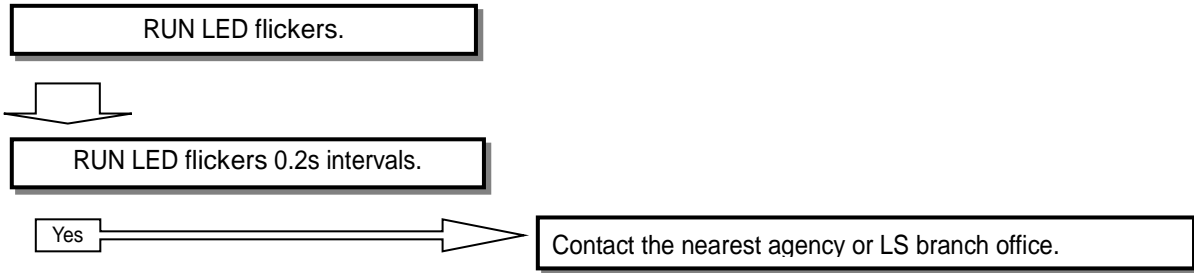 RUN LED flickers.
RUN LED flickers 0.2s intervals.
Yes
Contact the nearest agency or LS branch office.